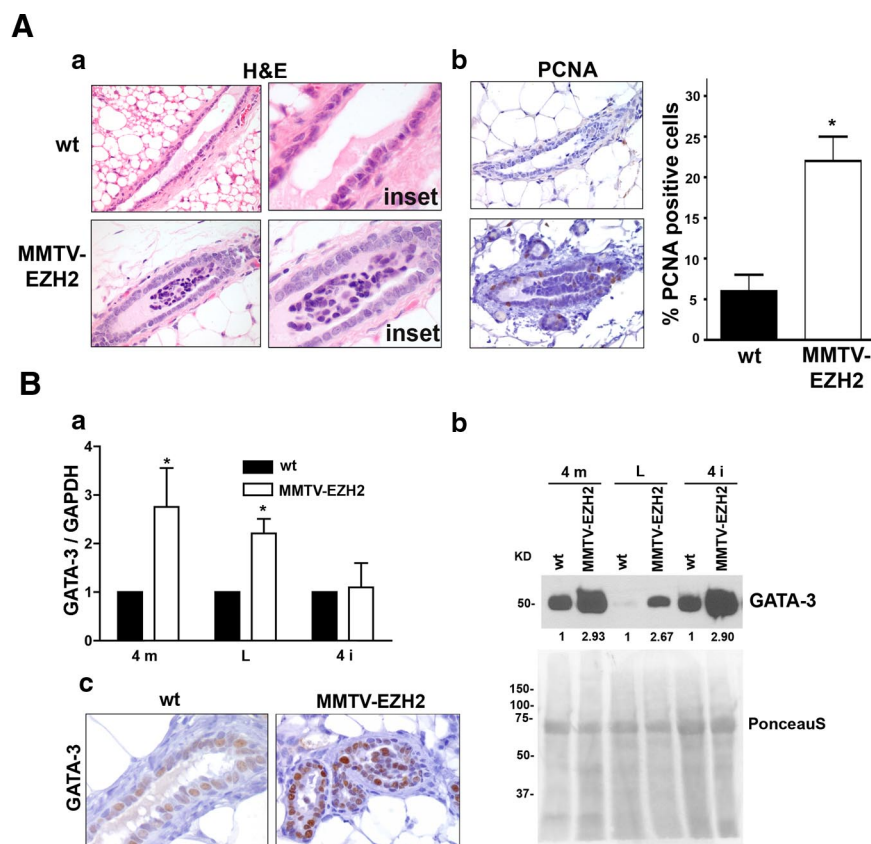 A
a
H&E
wt
inset
MMTV-
EZH2
inset
b
PCNA
% PCNA positive cells
30
25
20
15
10
5
0
*
wt
MMTV-
EZH2
B
a
GATA-3 / GAPDH
4
3
2
1
0
*
*
wt
MMTV-EZH2
4 m
L
4 i
b
4 m L 4 i
KD
wt
MMTV-EZH2
wt
MMTV-EZH2
wt
MMTV-EZH2
50-
GATA-3
1 2.93 1 2.67 1 2.90
150-
100-
75-
50-
37-
PonceauS
c
wt
MMTV-EZH2
GATA-3